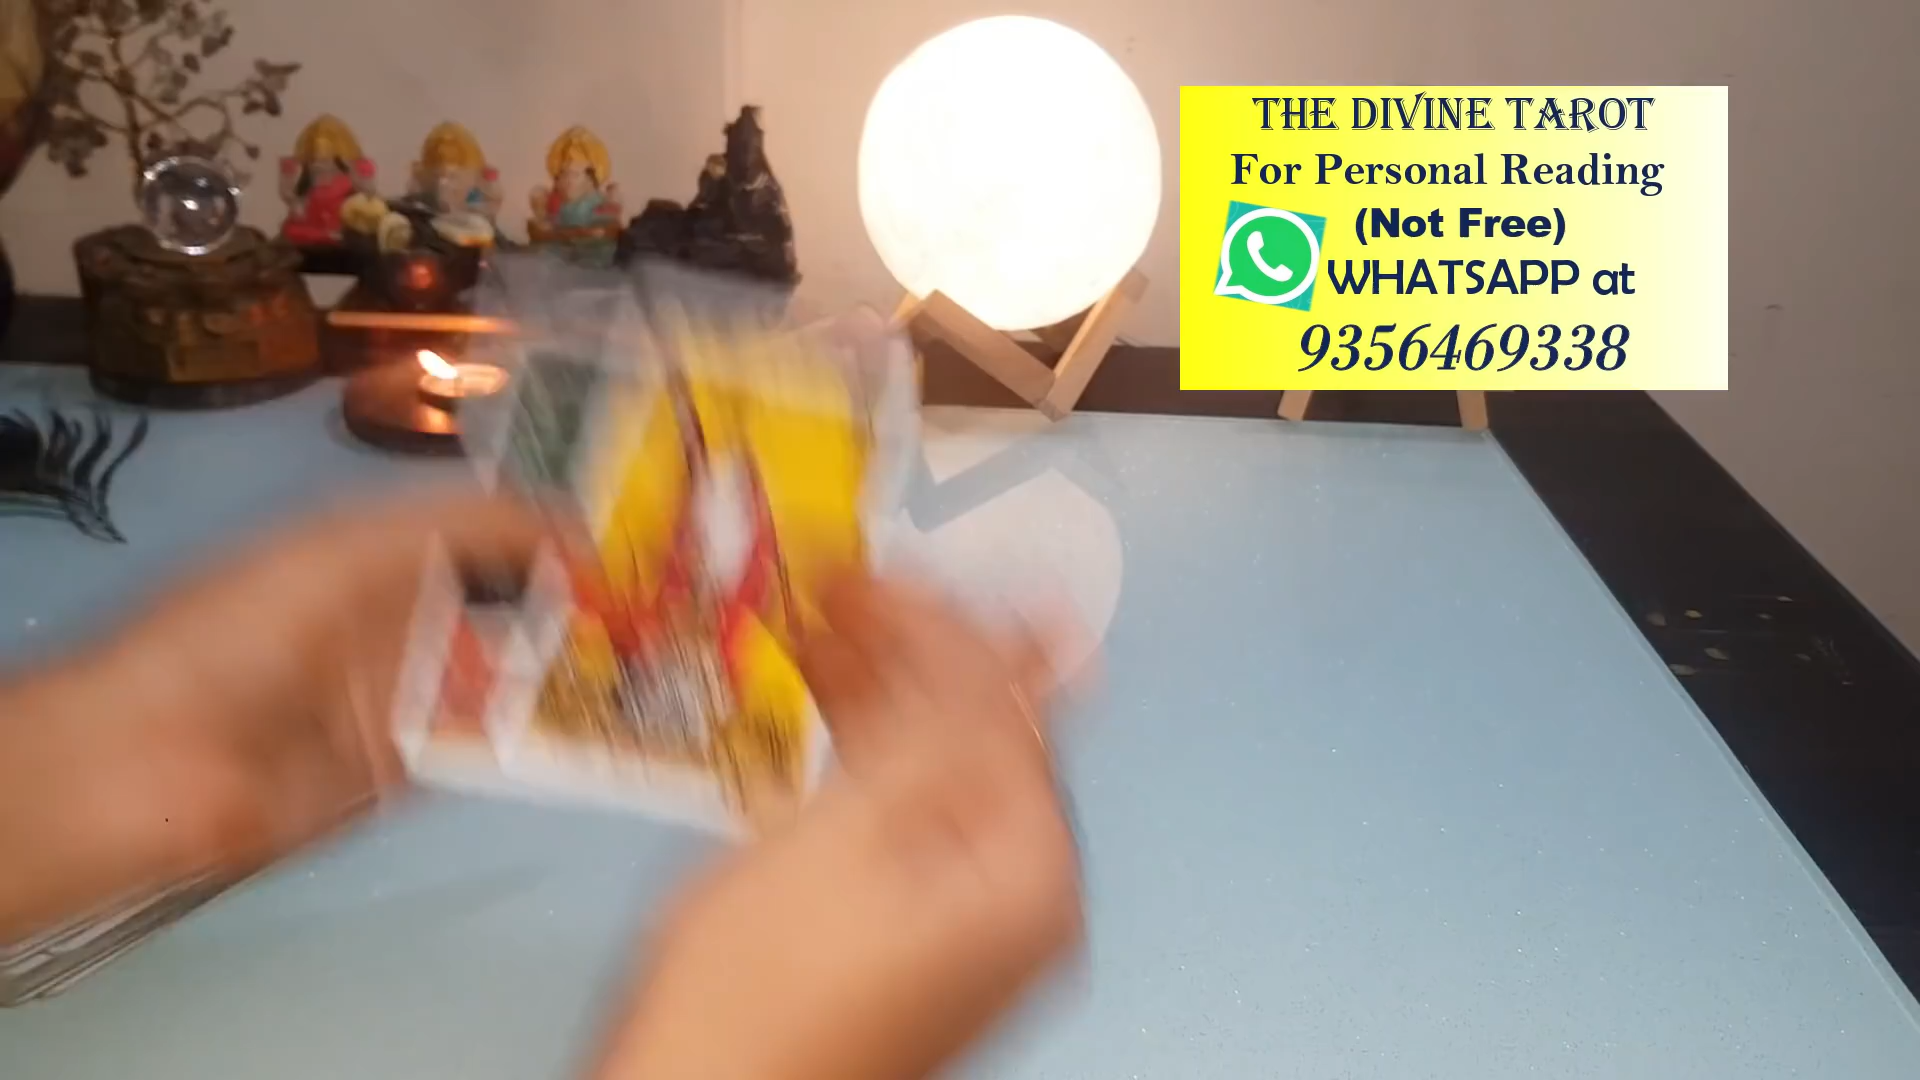 THE DIVINE TAROT
For Personal Reading
(Not Free)
WHATSAPP at
9356469338